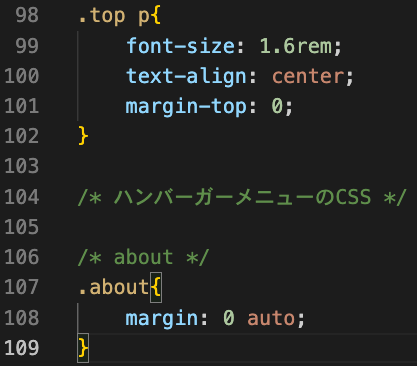 98 .top p{
99 font-size: 1.6rem;
100 text-align: center;
101 margin-top: 0;
102 }
103
104 /* ハンバーガーメニューのCSS */
105
106 /* about */
107 .about{
108 margin: 0 auto;
109 }